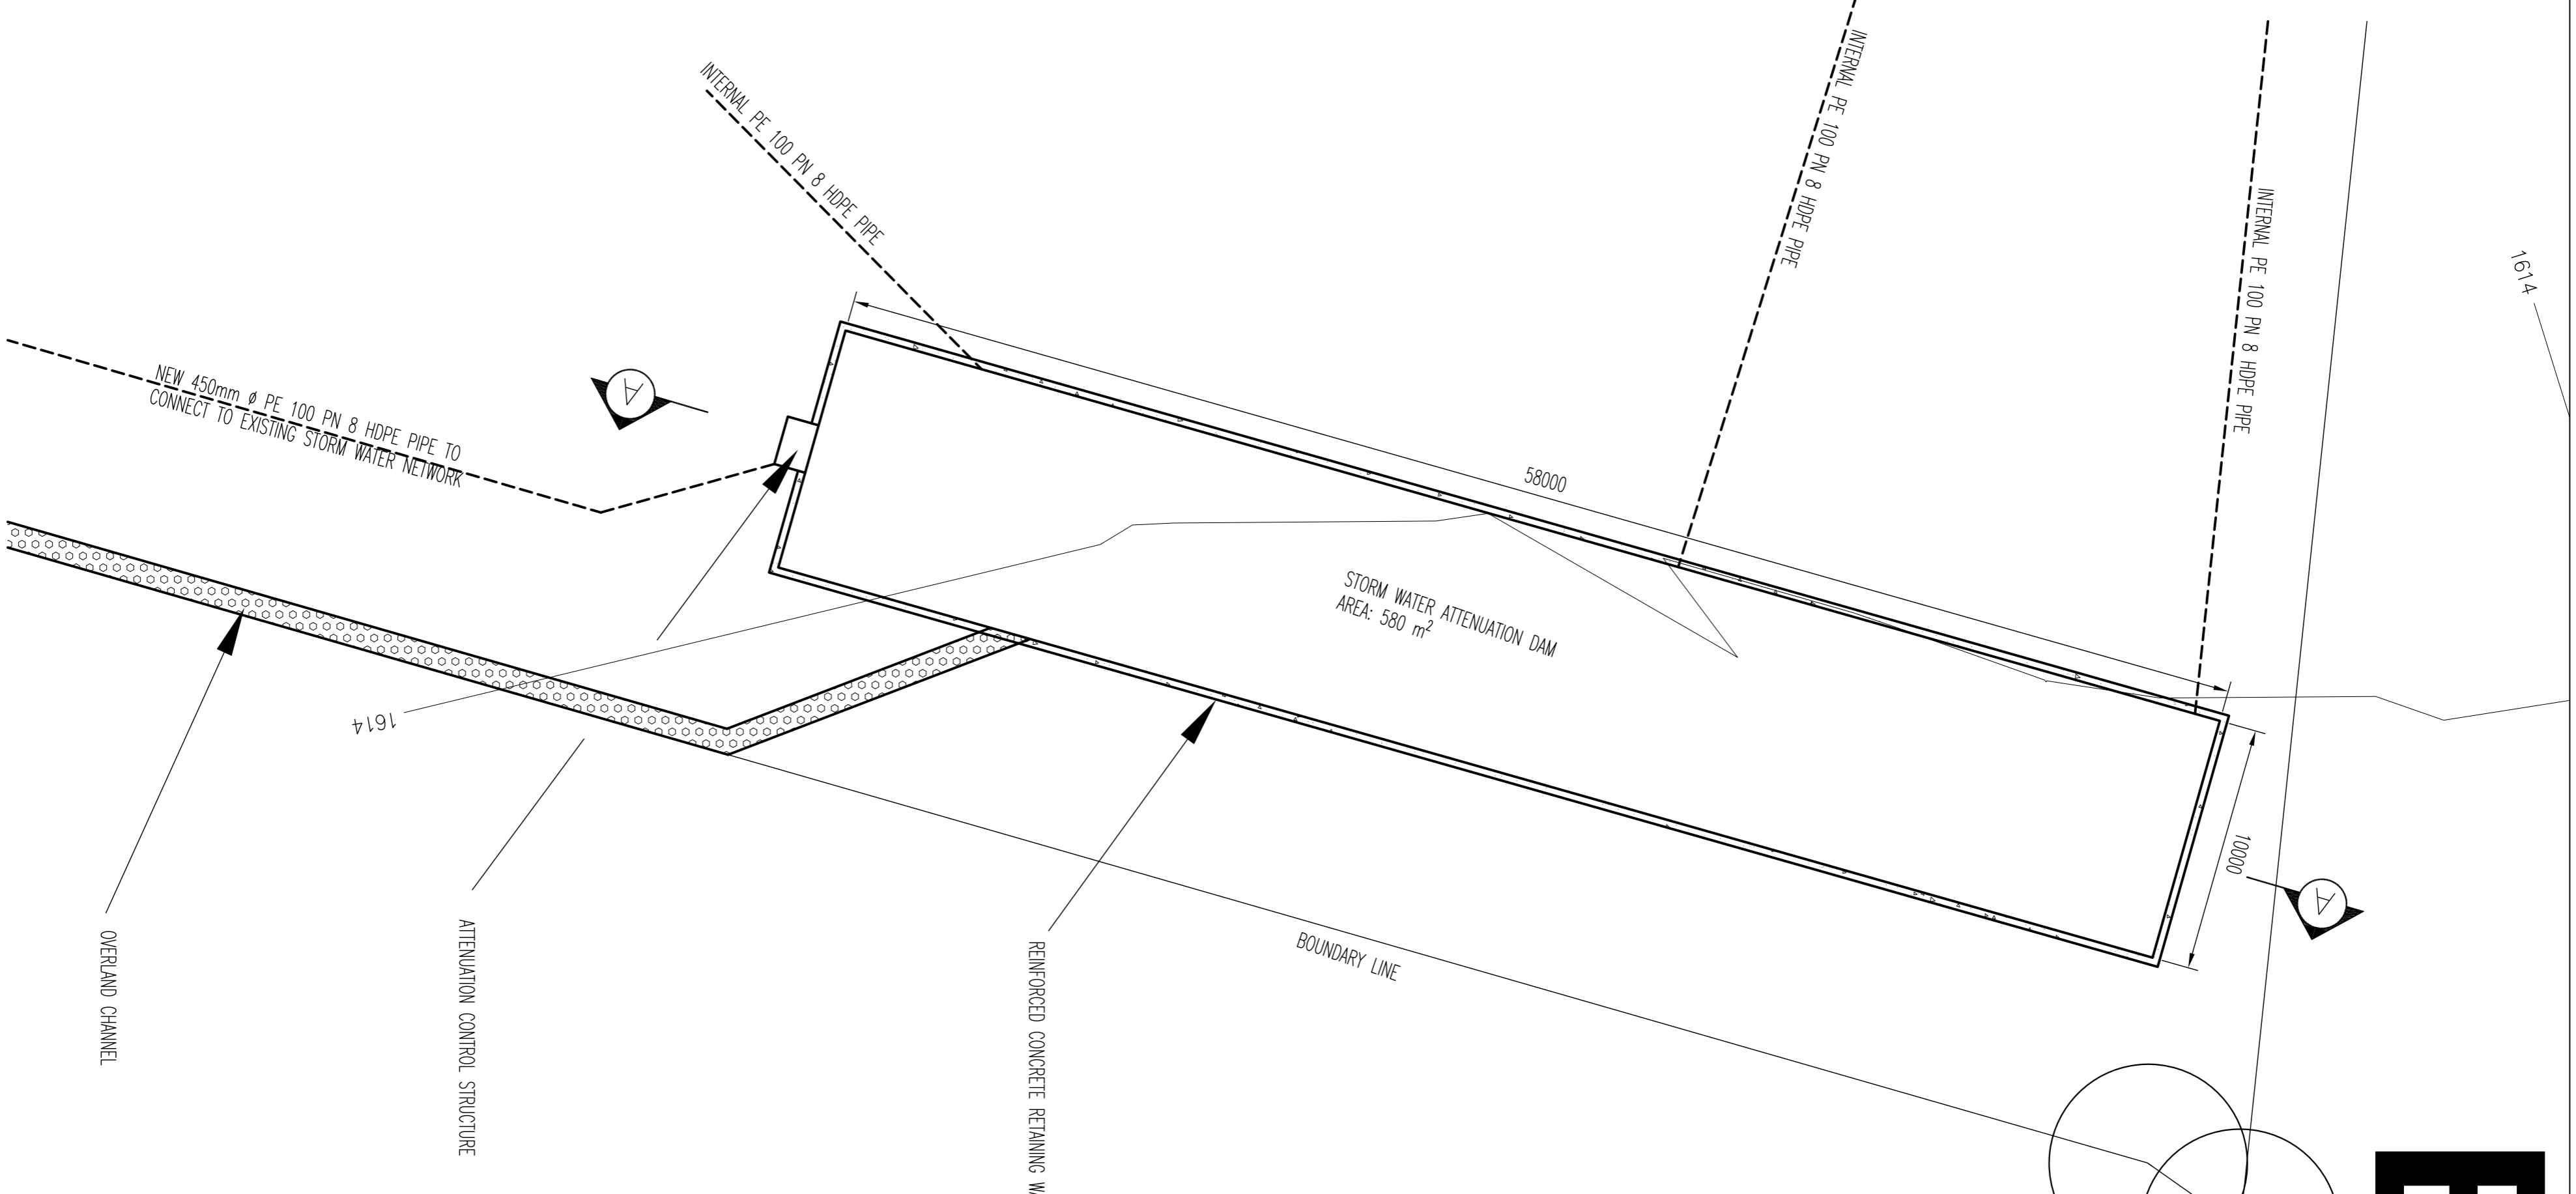 INTERNAL PE 100 PN 8 HDPE PIPE
INTERNAL PE 100 PN 8 HDPE PIPE
INTERNAL PE 100 PN 8 HDPE PIPE
1614
NEW 450mm ø PE 100 PN 8 HDPE PIPE TO
CONNECT TO EXISTING STORM WATER NETWORK
A
58000
STORM WATER ATTENUATION DAM
AREA: 580 m²
1614
10000
A
BOUNDARY LINE
OVERLAND CHANNEL
ATTENUATION CONTROL STRUCTURE
REINFORCED CONCRETE RETAINING